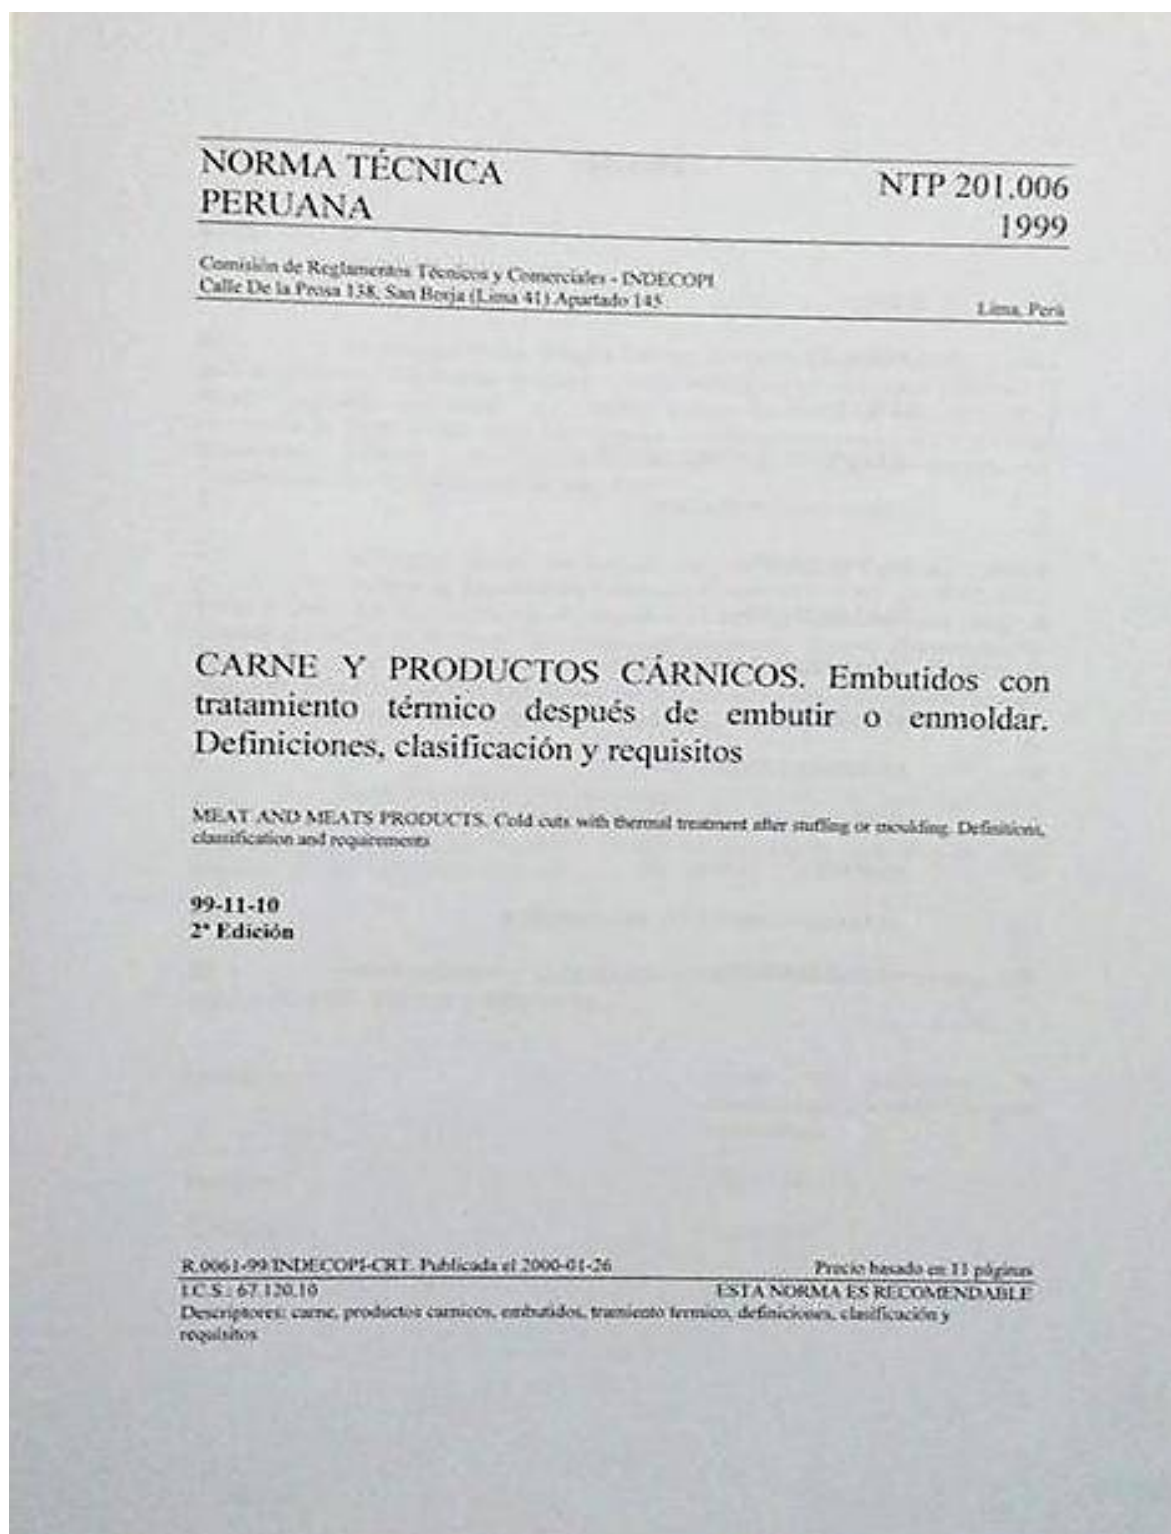 NORMA TÉCNICA
PERUANA
NTP 201.006
1999
Comisión de Reglamentos Técnicos y Comerciales - INDECOPI
Calle De la Prosa 138, San Borja (Lima 41) Apartado 145
Lima, Perú
CARNE Y PRODUCTOS CÁRNICOS. Embutidos con
tratamiento térmico después de embutir o enmoldar.
Definiciones, clasificación y requisitos
MEAT AND MEATS PRODUCTS. Cold cuts with thermal treatment after stuffing or moulding. Definitions,
classification and requirements
99-11-10
2ª Edición
R.0061-99/INDECOPI-CRT. Publicada el 2000-01-26
Precio basado en 11 páginas
I.C.S.: 67.120.10
ESTA NORMA ES RECOMENDABLE
Descriptores: carne, productos carnicos, embutidos, tramiento termico, definiciones, clasificación y
requisitos